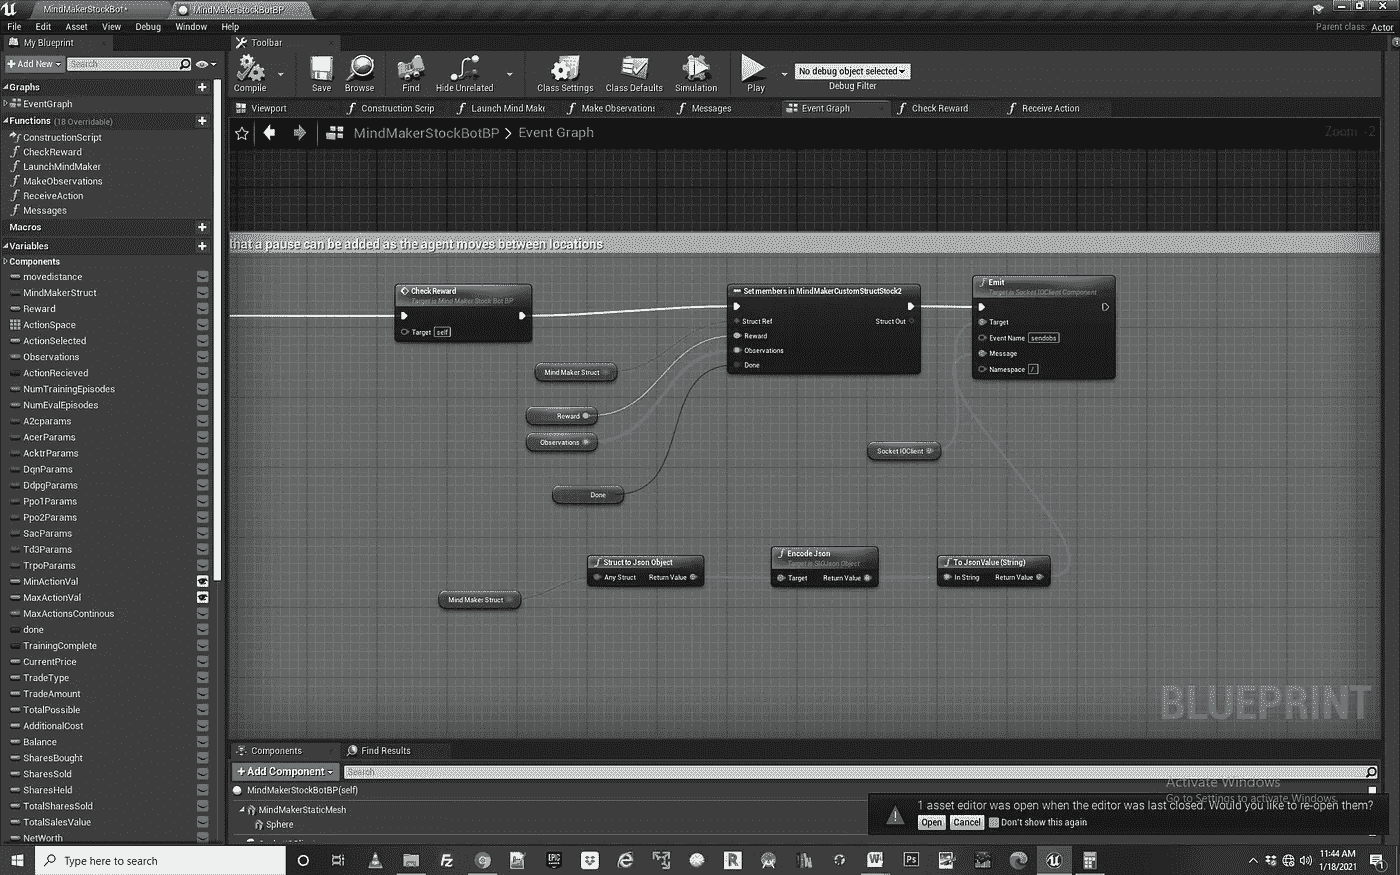 MindMakerStockBot*
MindMakerStockBotBP
File Edit Asset View Debug Window Help
Parent class: Actor
My Blueprint
Toolbar
+Add New
Search
Compile
Save
Browse
Find
Hide Unrelated
Class Settings
Class Defaults
Simulation
Play
No debug object selected
Debug Filter
Graphs
EventGraph
Functions (18 Overridable)
ConstructionScript
CheckReward
LaunchMindMaker
MakeObservations
ReceiveAction
Messages
Macros
Variables
Components
movedistance
MindMakerStruct
Reward
ActionSpace
ActionSelected
Observations
ActionRecieved
NumTrainingEpisodes
NumEvalEpisodes
A2cparams
AcerParams
AcktrParams
DqnParams
DdpgParams
Ppo1Params
Ppo2Params
SacParams
Td3Params
TrpoParams
MinActionVal
MaxActionVal
MaxActionsContinous
done
TrainingComplete
CurrentPrice
TradeType
TradeAmount
TotalPossible
AdditionalCost
Balance
SharesBought
SharesSold
SharesHeld
TotalSharesSold
TotalSalesValue
NetWorth
Viewport
Construction Scrip
Launch Mind Make
Make Observations
Messages
Event Graph
Check Reward
Receive Action
MindMakerStockBotBP > Event Graph
Zoom -2
that a pause can be added as the agent moves between locations
Check Reward
Target is Mind Maker Stock Bot BP
Target self
Set members in MindMakerCustomStructStock2
Struct Ref
Struct Out
Reward
Observations
Done
Emit
Target is Socket IOClient Component
Target
Event Name sendobs
Message
Namespace /
Mind Maker Struct
Reward
Observations
Socket IOClient
Done
Struct to Json Object
Any Struct Return Value
Encode Json
Target is SIOJson Object
Target Return Value
To JsonValue (String)
In String Return Value
Mind Maker Struct
BLUEPRINT
Components
Find Results
+Add Component
Search
MindMakerStockBotBP(self)
MindMakerStaticMesh
Sphere
Activate Windows
Go to Settings to activate Windows.
1 asset editor was open when the editor was last closed. Would you like to re-open them?
Open Cancel Don't show this again
Type here to search
11:44 AM
1/18/2021